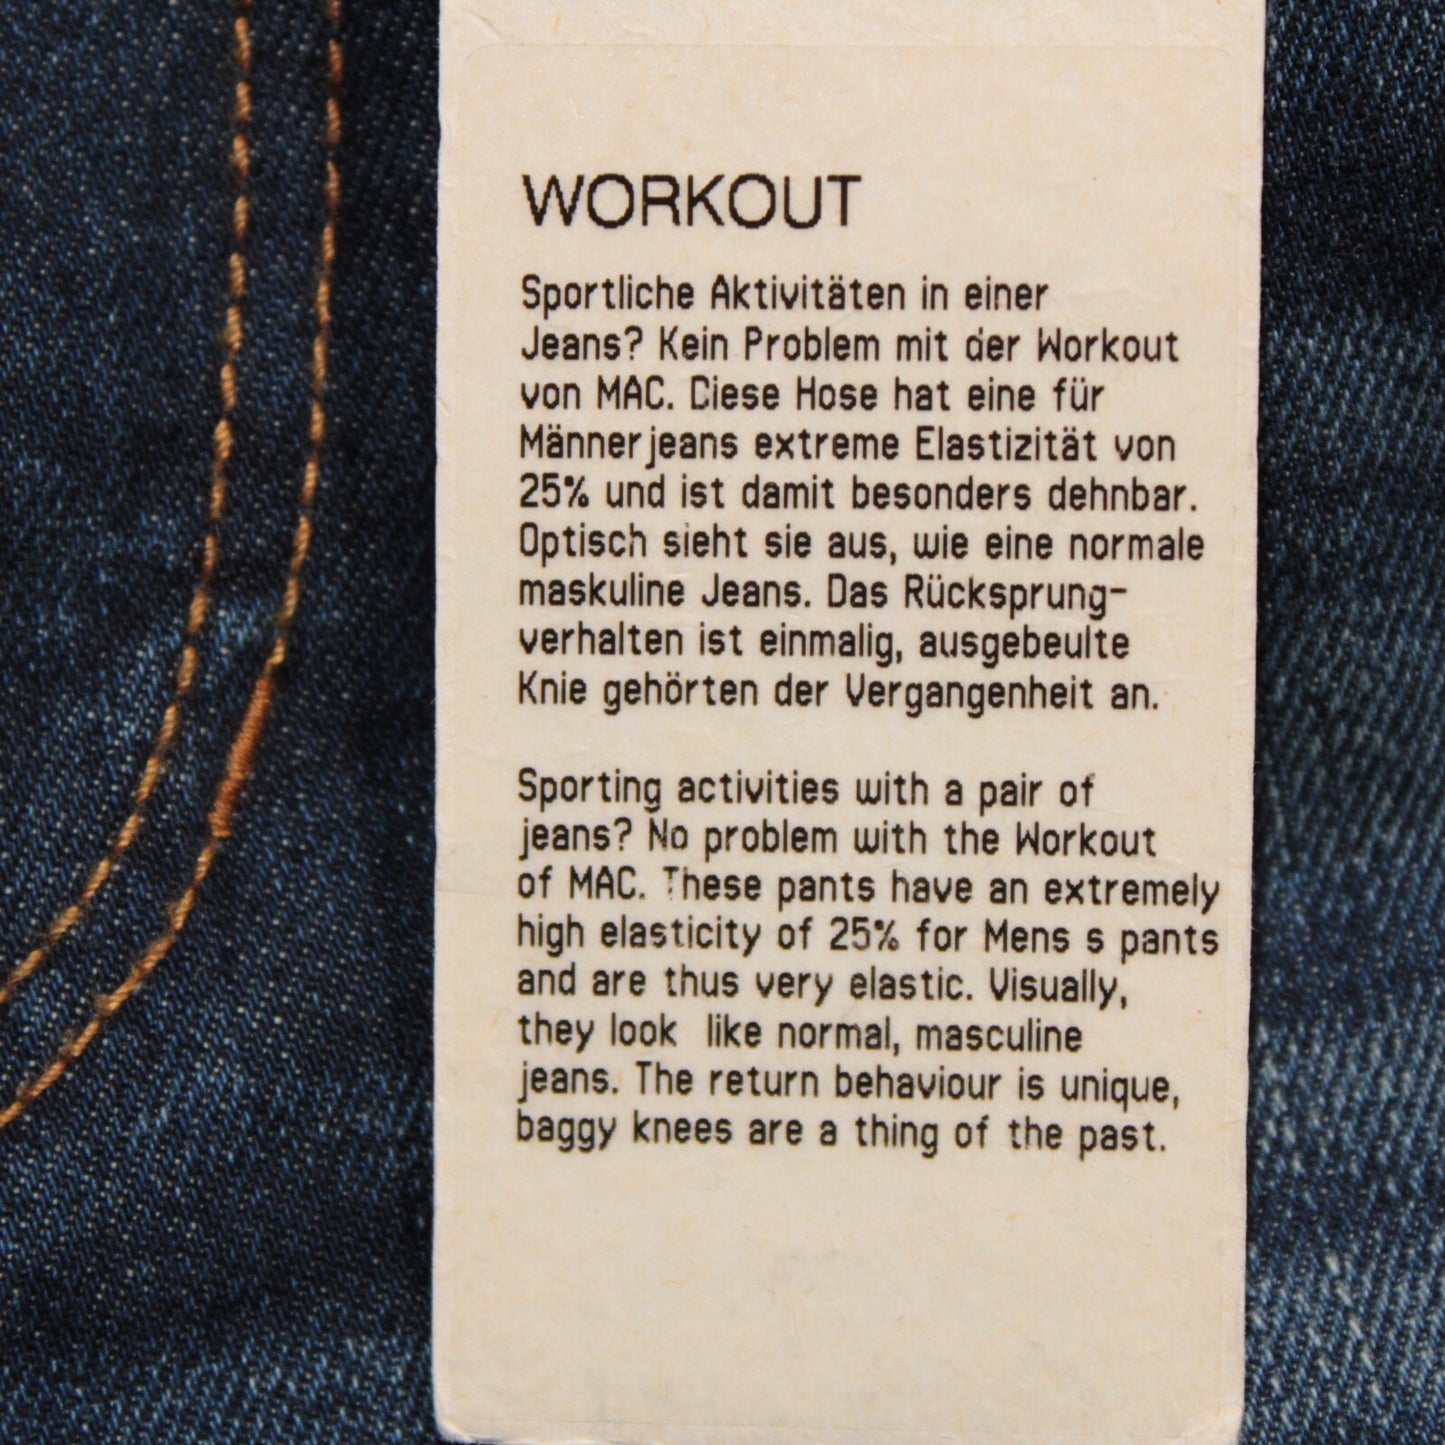 WORKOUT
Sportliche Aktivitäten in einer
Jeans? Kein Problem mit der Workout
von MAC. Diese Hose hat eine für
Männerjeans extreme Elastizität von
25% und ist damit besonders dehnbar.
Optisch sieht sie aus, wie eine normale
maskuline Jeans. Das Rücksprung-
verhalten ist einmalig, ausgebeulte
Knie gehörten der Vergangenheit an.
Sporting activities with a pair of
jeans? No problem with the Workout
of MAC. These pants have an extremely
high elasticity of 25% for Mens s pants
and are thus very elastic. Visually,
they look  like normal, masculine
jeans. The return behaviour is unique,
baggy knees are a thing of the past.